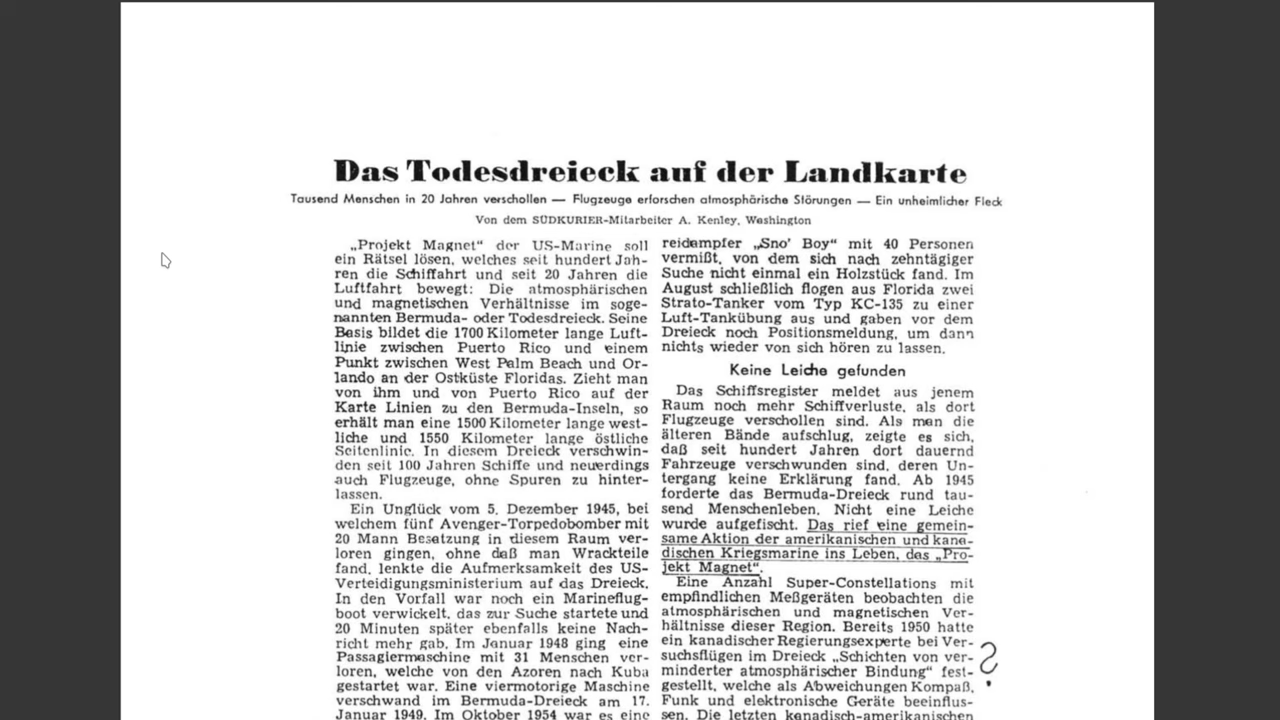 Das Todesdreieck auf der Landkarte
Tausend Menschen in 20 Jahren verschollen — Flugzeuge erforschen atmosphärische Störungen — Ein unheimlicher Fleck
Von dem SÜDKURIER-Mitarbeiter A. Kenley, Washington
„Projekt Magnet“ der US-Marine soll
ein Rätsel lösen, welches seit hundert Jah-
ren die Schiffahrt und seit 20 Jahren die
Luftfahrt bewegt: Die atmosphärischen
und magnetischen Verhältnisse im soge-
nannten Bermuda- oder Todesdreieck. Seine
Basis bildet die 1700 Kilometer lange Luft-
linie zwischen Puerto Rico und einem
Punkt zwischen West Palm Beach und Or-
lando an der Ostküste Floridas. Zieht man
von ihm und von Puerto Rico auf der
Karte Linien zu den Bermuda-Inseln, so
erhält man eine 1500 Kilometer lange west-
liche und 1550 Kilometer lange östliche
Seitenlinie. In diesem Dreieck verschwin-
den seit 100 Jahren Schiffe und neuerdings
auch Flugzeuge, ohne Spuren zu hinter-
lassen.
Ein Unglück vom 5. Dezember 1945, bei
welchem fünf Avenger-Torpedobomber mit
20 Mann Besatzung in diesem Raum ver-
loren gingen, ohne daß man Wrackteile
fand, lenkte die Aufmerksamkeit des US-
Verteidigungsministerium auf das Dreieck.
In den Vorfall war noch ein Marineflug-
boot verwickelt, das zur Suche startete und
20 Minuten später ebenfalls keine Nach-
richt mehr gab. Im Januar 1948 ging eine
Passagiermaschine mit 31 Menschen ver-
loren, welche von den Azoren nach Kuba
gestartet war. Eine viermotorige Maschine
verschwand im Bermuda-Dreieck am 17.
Januar 1949. Im Oktober 1954 war es eine
reidampfer „Sno' Boy“ mit 40 Personen
vermißt, von dem sich nach zehntägiger
Suche nicht einmal ein Holzstück fand. Im
August schließlich flogen aus Florida zwei
Strato-Tanker vom Typ KC-135 zu einer
Luft-Tankübung aus und gaben vor dem
Dreieck noch Positionsmeldung, um dann
nichts wieder von sich hören zu lassen.
Keine Leiche gefunden
Das Schiffsregister meldet aus jenem
Raum noch mehr Schiffverluste, als dort
Flugzeuge verschollen sind. Als man die
älteren Bände aufschlug, zeigte es sich,
daß seit hundert Jahren dort dauernd
Fahrzeuge verschwunden sind, deren Un-
tergang keine Erklärung fand. Ab 1945
forderte das Bermuda-Dreieck rund tau-
send Menschenleben. Nicht eine Leiche
wurde aufgefischt. Das rief eine gemein-
same Aktion der amerikanischen und kana-
dischen Kriegsmarine ins Leben, das „Pro-
jekt Magnet“.
Eine Anzahl Super-Constellations mit
empfindlichen Meßgeräten beobachten die
atmosphärischen und magnetischen Ver-
hältnisse dieser Region. Bereits 1950 hatte
ein kanadischer Regierungsexperte bei Ver-
suchsflügen im Dreieck „Schichten von ver-
minderter atmosphärischer Bindung“ fest-
gestellt, welche als Abweichungen Kompaß,
Funk und elektronische Geräte beeinflus-
sen. Die letzten kanadisch-amerikanischen
?